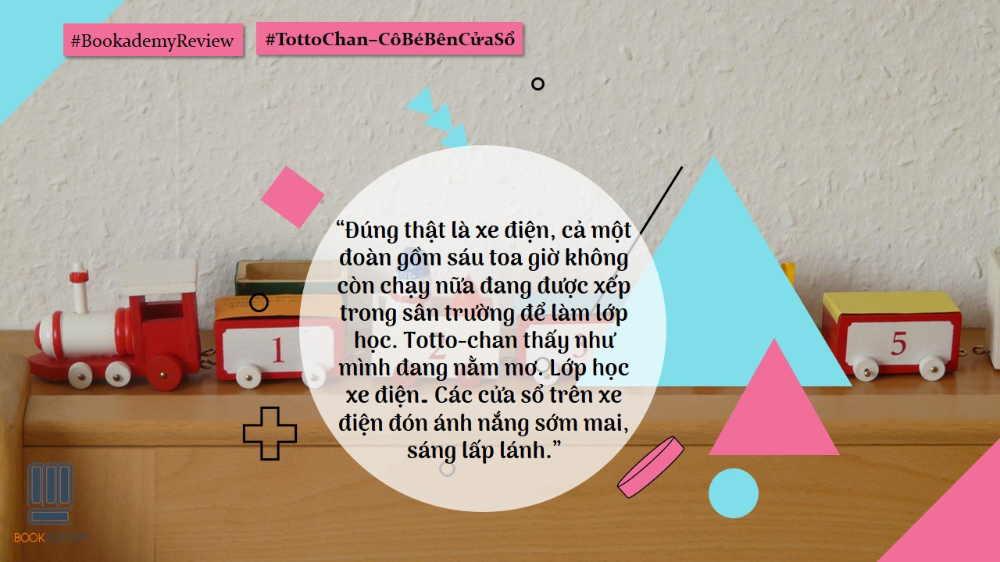 #BookademyReview
#TottoChan–CôBéBênCửaSổ
“Đúng thật là xe điện, cả một
đoàn gồm sáu toa giờ không
còn chạy nữa đang được xếp
trong sân trường để làm lớp
học. Totto-chan thấy như
mình đang nằm mơ. Lớp học
xe điện. Các cửa sổ trên xe
điện đón ánh nắng sớm mai,
sáng lấp lánh.”
1
2
3
5
BOOKADEMY